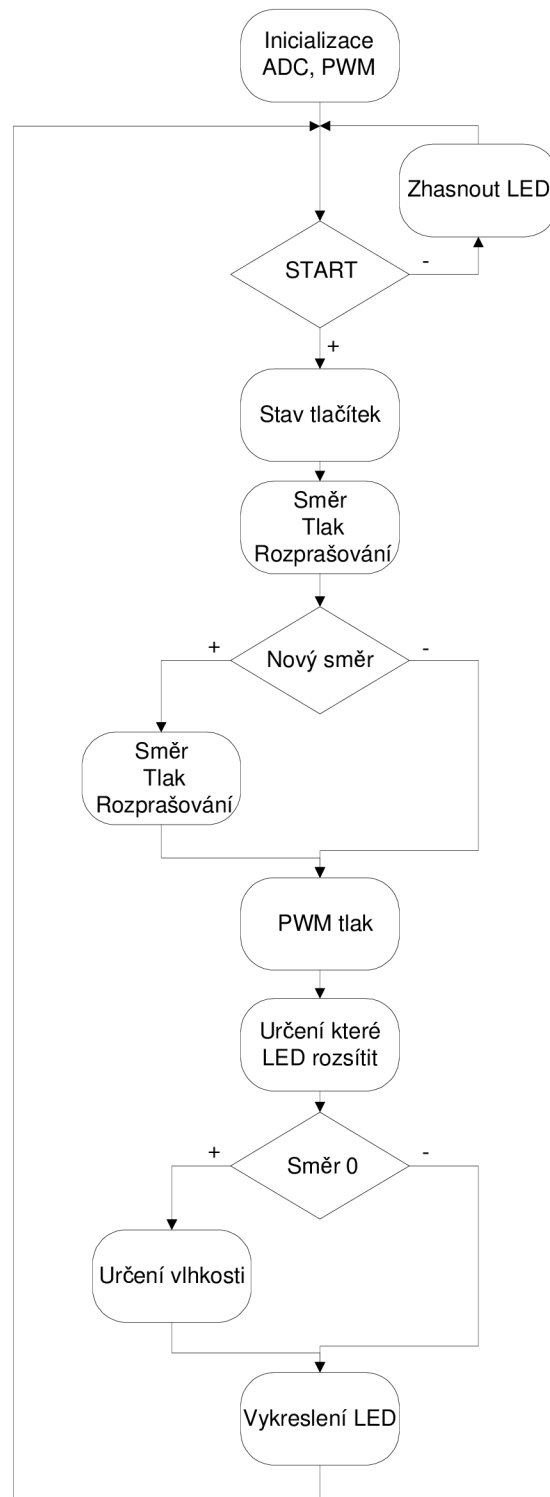 Inicializace
ADC, PWM
Zhasnout LED
START
-
+
Stav tlačítek
Směr
Tlak
Rozprašování
+
Nový směr
-
Směr
Tlak
Rozprašování
PWM tlak
Určení které
LED rozsítit
+
Směr 0
-
Určení vlhkosti
Vykreslení LED